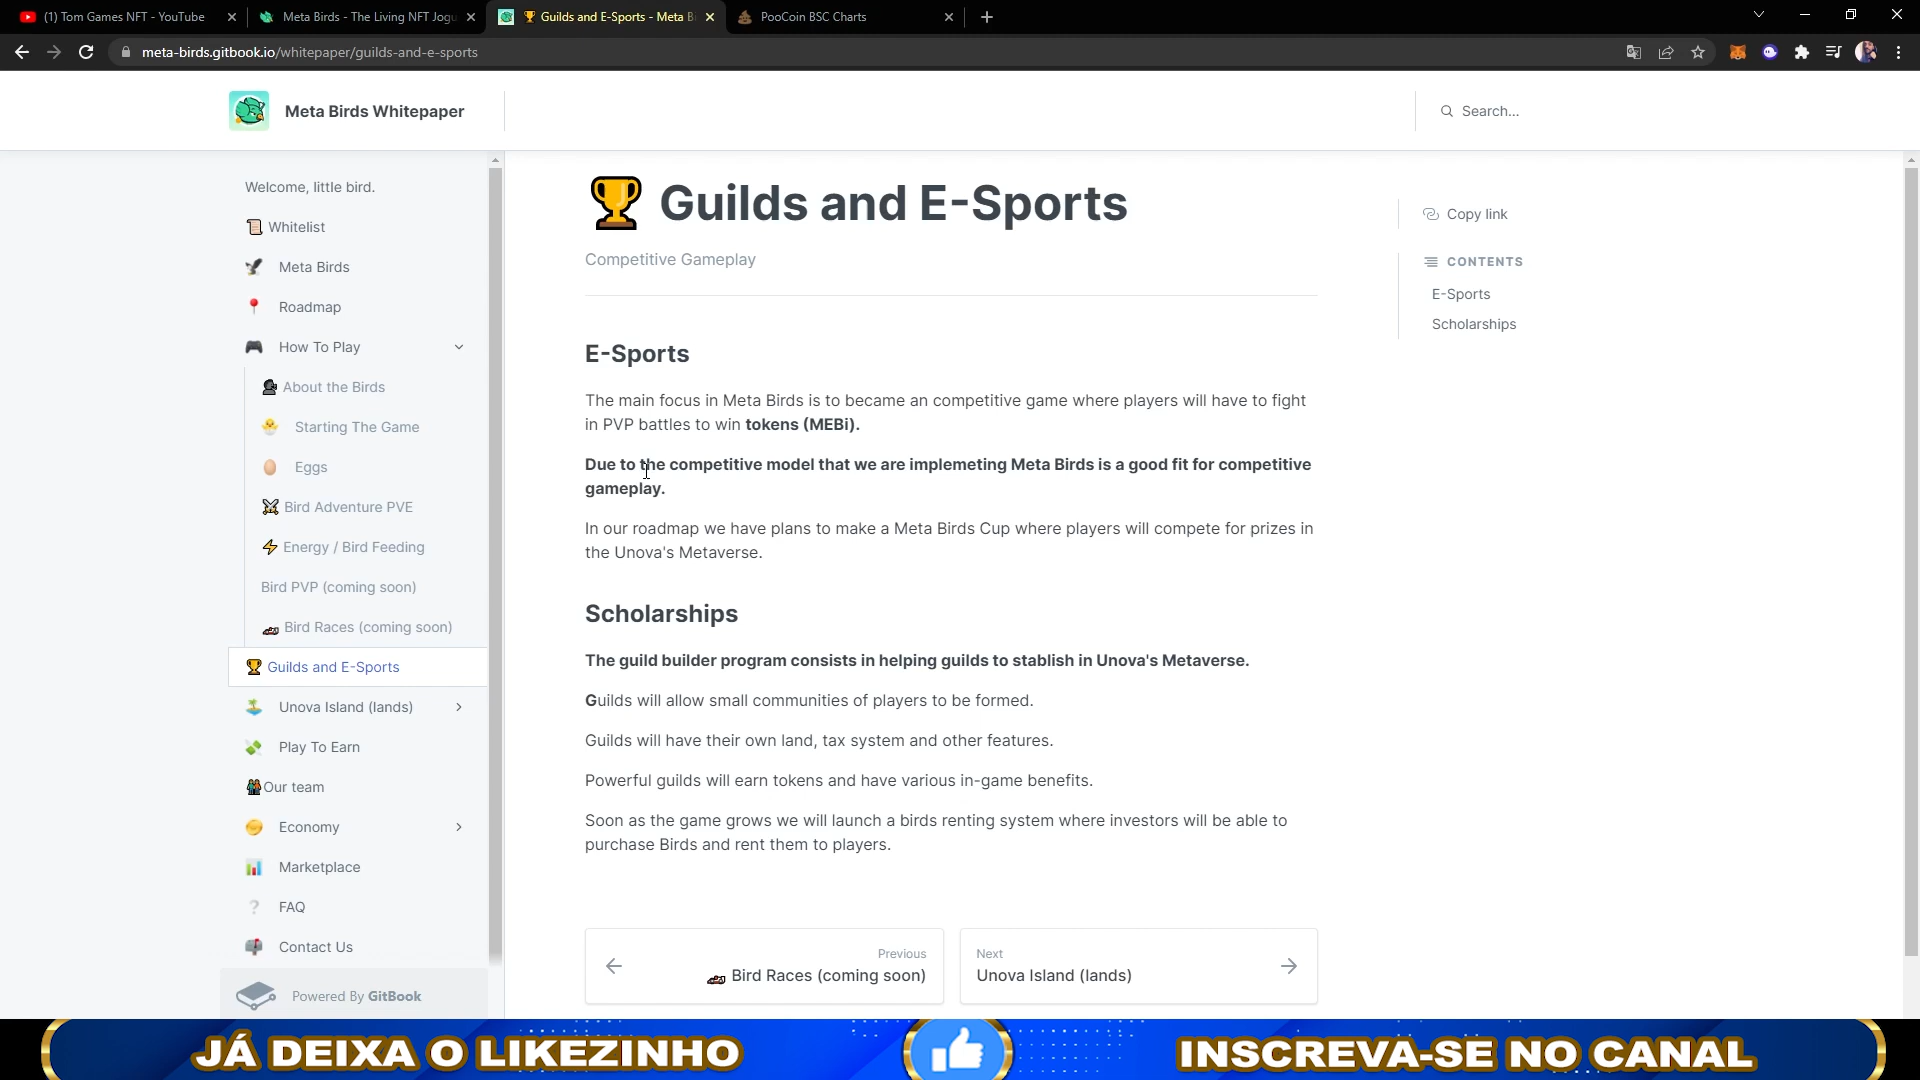 (1) Tom Games NFT - YouTube
Meta Birds - The Living NFT Jogu
Guilds and E-Sports - Meta B
PooCoin BSC Charts
meta-birds.gitbook.io/whitepaper/guilds-and-e-sports
Meta Birds Whitepaper
Search...
Welcome, little bird.
Whitelist
Meta Birds
Roadmap
How To Play
About the Birds
Starting The Game
Eggs
Bird Adventure PVE
Energy / Bird Feeding
Bird PVP (coming soon)
Bird Races (coming soon)
Guilds and E-Sports
Unova Island (lands)
Play To Earn
Our team
Economy
Marketplace
FAQ
Contact Us
Powered By GitBook
Guilds and E-Sports
Competitive Gameplay
E-Sports
The main focus in Meta Birds is to became an competitive game where players will have to fight
in PVP battles to win tokens (MEBi).
Due to the competitive model that we are implemeting Meta Birds is a good fit for competitive
gameplay.
In our roadmap we have plans to make a Meta Birds Cup where players will compete for prizes in
the Unova's Metaverse.
Scholarships
The guild builder program consists in helping guilds to stablish in Unova's Metaverse.
Guilds will allow small communities of players to be formed.
Guilds will have their own land, tax system and other features.
Powerful guilds will earn tokens and have various in-game benefits.
Soon as the game grows we will launch a birds renting system where investors will be able to
purchase Birds and rent them to players.
Previous
Bird Races (coming soon)
Next
Unova Island (lands)
Copy link
CONTENTS
E-Sports
Scholarships
JÁ DEIXA O LIKEZINHO
INSCREVA-SE NO CANAL